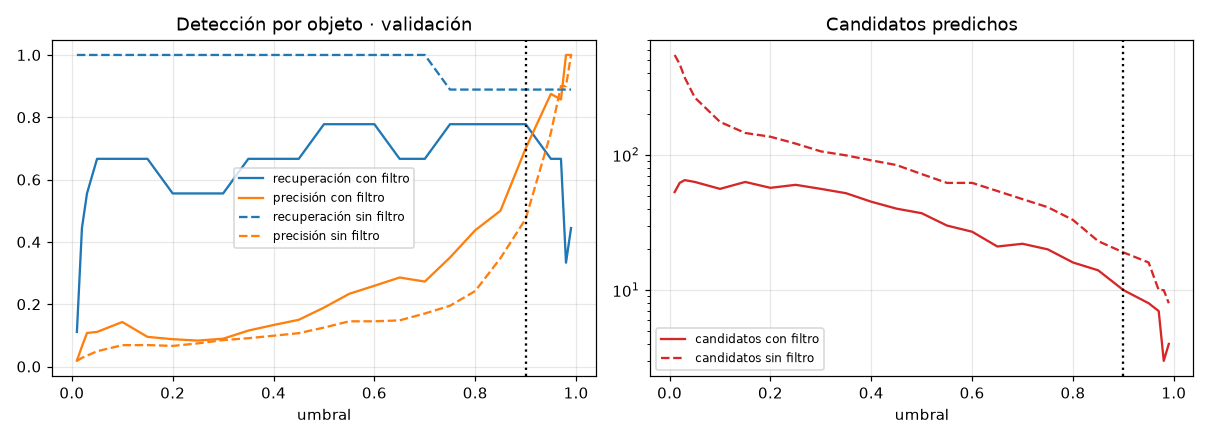 Detección por objeto · validación
1.0
0.8
0.6
0.4
0.2
0.0
recuperación con filtro
precisión con filtro
recuperación sin filtro
precisión sin filtro
0.0 0.2 0.4 0.6 0.8 1.0
umbral
Candidatos predichos
10²
10¹
candidatos con filtro
candidatos sin filtro
0.0 0.2 0.4 0.6 0.8 1.0
umbral